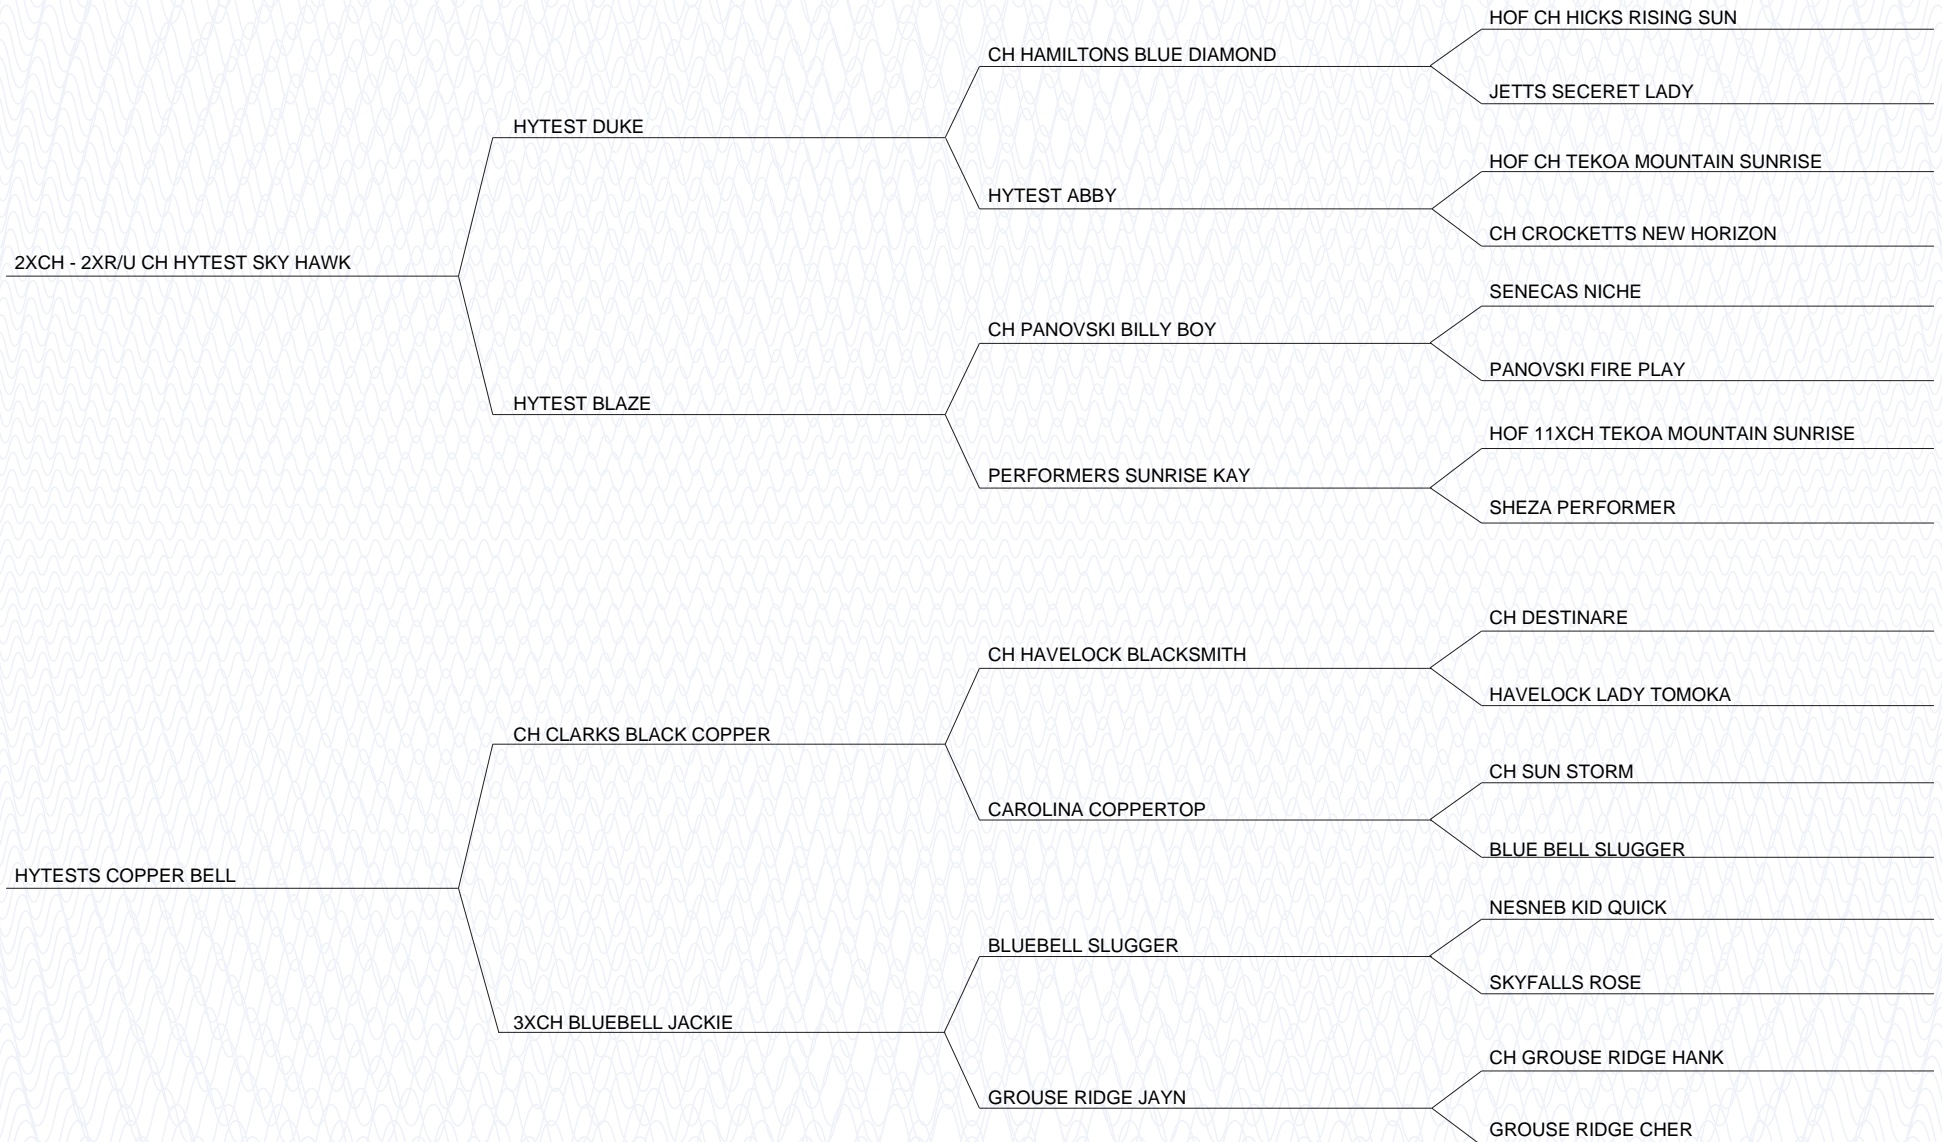 HOF CH HICKS RISING SUN
CH HAMILTONS BLUE DIAMOND
JETTS SECERET LADY
HYTEST DUKE
HOF CH TEKOA MOUNTAIN SUNRISE
HYTEST ABBY
CH CROCKETTS NEW HORIZON
2XCH - 2XR/U CH HYTEST SKY HAWK
SENECAS NICHE
CH PANOVSKI BILLY BOY
PANOVSKI FIRE PLAY
HYTEST BLAZE
HOF 11XCH TEKOA MOUNTAIN SUNRISE
PERFORMERS SUNRISE KAY
SHEZA PERFORMER
CH DESTINARE
CH HAVELOCK BLACKSMITH
HAVELOCK LADY TOMOKA
CH CLARKS BLACK COPPER
CH SUN STORM
CAROLINA COPPERTOP
BLUE BELL SLUGGER
HYTESTS COPPER BELL
NESNEB KID QUICK
BLUEBELL SLUGGER
SKYFALLS ROSE
3XCH BLUEBELL JACKIE
CH GROUSE RIDGE HANK
GROUSE RIDGE JAYN
GROUSE RIDGE CHER